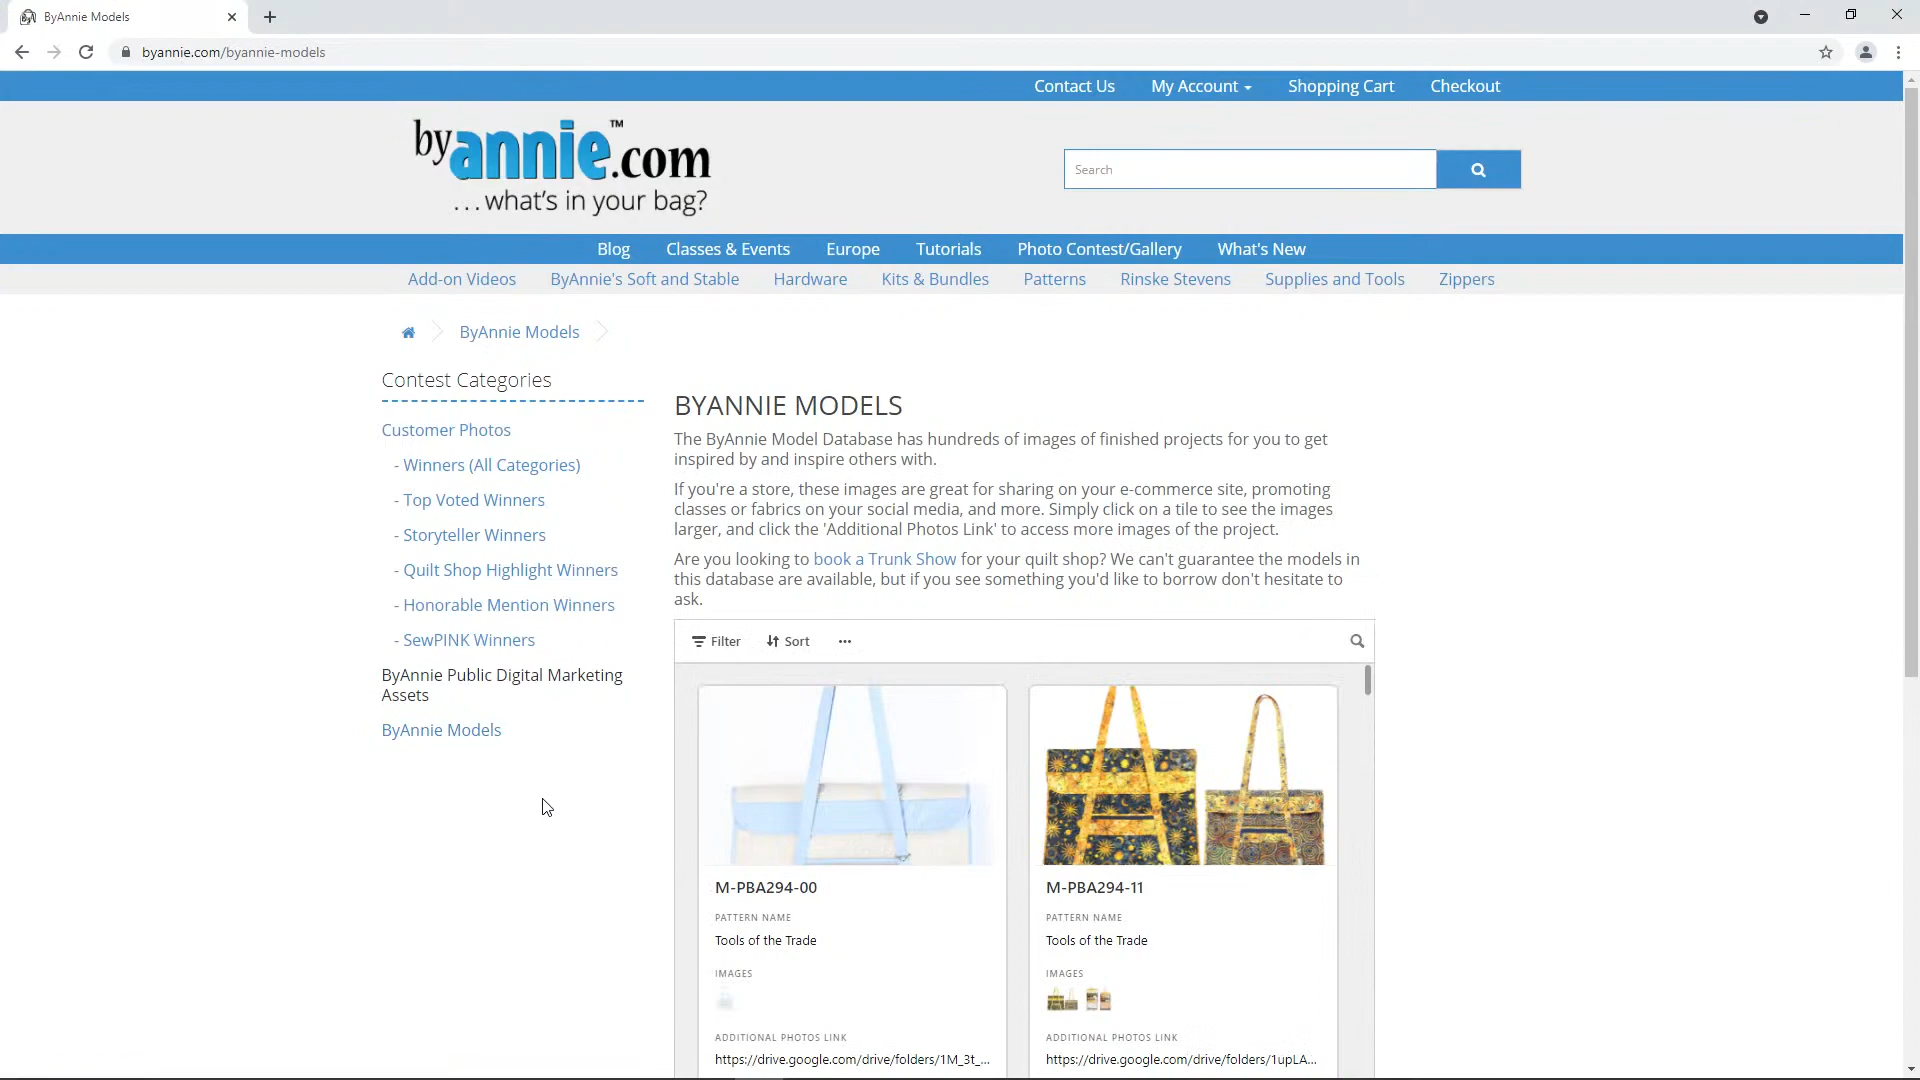 ByAnnie Models
byannie.com/byannie-models
Contact Us My Account Shopping Cart Checkout
byannie.com™
...what's in your bag?
Search
Blog Classes & Events Europe Tutorials Photo Contest/Gallery What's New
Add-on Videos ByAnnie's Soft and Stable Hardware Kits & Bundles Patterns Rinske Stevens Supplies and Tools Zippers
ByAnnie Models
Contest Categories
Customer Photos
- Winners (All Categories)
- Top Voted Winners
- Storyteller Winners
- Quilt Shop Highlight Winners
- Honorable Mention Winners
- SewPINK Winners
ByAnnie Public Digital Marketing
Assets
ByAnnie Models
BYANNIE MODELS
The ByAnnie Model Database has hundreds of images of finished projects for you to get
inspired by and inspire others with.
If you're a store, these images are great for sharing on your e-commerce site, promoting
classes or fabrics on your social media, and more. Simply click on a tile to see the images
larger, and click the 'Additional Photos Link' to access more images of the project.
Are you looking to book a Trunk Show for your quilt shop? We can't guarantee the models in
this database are available, but if you see something you'd like to borrow don't hesitate to
ask.
Filter Sort ...
M-PBA294-00
PATTERN NAME
Tools of the Trade
IMAGES
ADDITIONAL PHOTOS LINK
https://drive.google.com/drive/folders/1M_3t_...
M-PBA294-11
PATTERN NAME
Tools of the Trade
IMAGES
ADDITIONAL PHOTOS LINK
https://drive.google.com/drive/folders/1upLA...